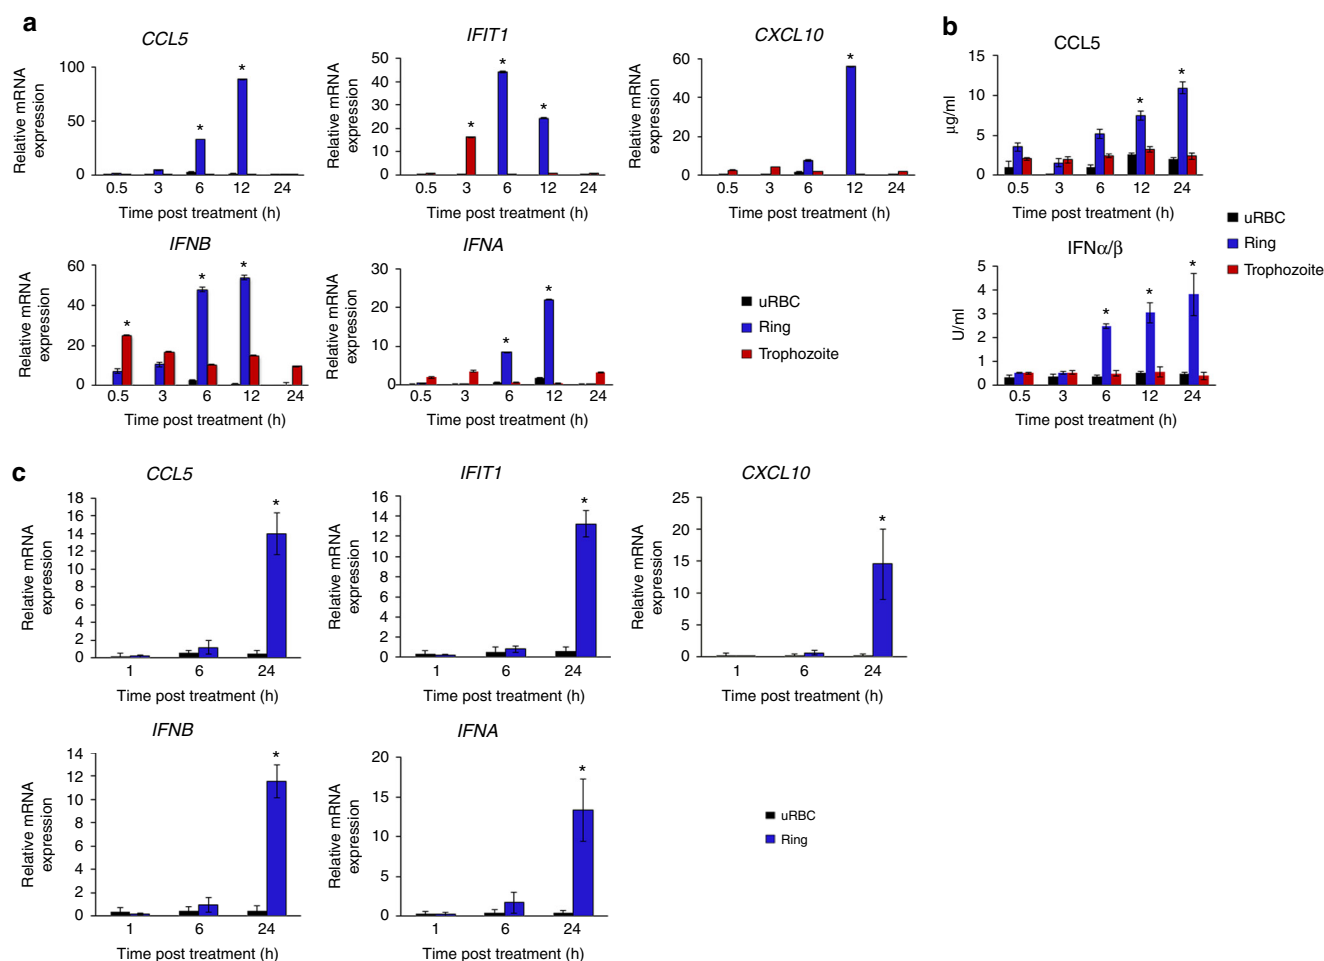 a
CCL5
Relative mRNA
expression
100
50
0
0.5 3 6 12 24
Time post treatment (h)
*
*
IFIT1
Relative mRNA
expression
50
40
30
20
10
0
0.5 3 6 12 24
Time post treatment (h)
*
*
*
CXCL10
Relative mRNA
expression
60
40
20
0
0.5 3 6 12 24
Time post treatment (h)
*
IFNB
Relative mRNA
expression
60
40
20
0
0.5 3 6 12 24
Time post treatment (h)
*
*
*
IFNA
Relative mRNA
expression
30
20
10
0
0.5 3 6 12 24
Time post treatment (h)
*
*
uRBC
Ring
Trophozoite
b
CCL5
µg/ml
15
10
5
0
0.5 3 6 12 24
*
*
IFNα/β
U/ml
5
4
3
2
1
0
0.5 3 6 12 24
Time post treatment (h)
*
*
*
uRBC
Ring
Trophozoite
c
CCL5
Relative mRNA
expression
18
16
14
12
10
8
6
4
2
0
1 6 24
Time post treatment (h)
*
IFIT1
Relative mRNA
expression
16
14
12
10
8
6
4
2
0
1 6 24
Time post treatment (h)
*
CXCL10
Relative mRNA
expression
25
20
15
10
5
0
1 6 24
Time post treatment (h)
*
IFNB
Relative mRNA
expression
14
12
10
8
6
4
2
0
1 6 24
Time post treatment (h)
*
IFNA
Relative mRNA
expression
20
15
10
5
0
1 6 24
Time post treatment (h)
*
uRBC
Ring